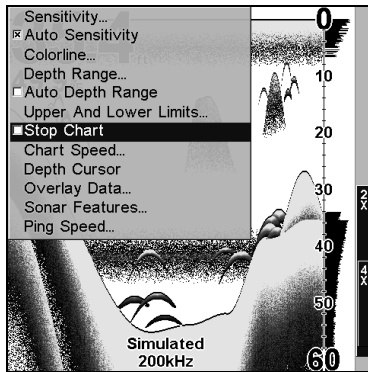 Sensitivity...
Auto Sensitivity
Colorline...
Depth Range...
Auto Depth Range
Upper And Lower Limits...
Stop Chart
Chart Speed...
Depth Cursor
Overlay Data...
Sonar Features...
Ping Speed...
0
10
20
30
40
50
60
2X
4X
Simulated
200kHz